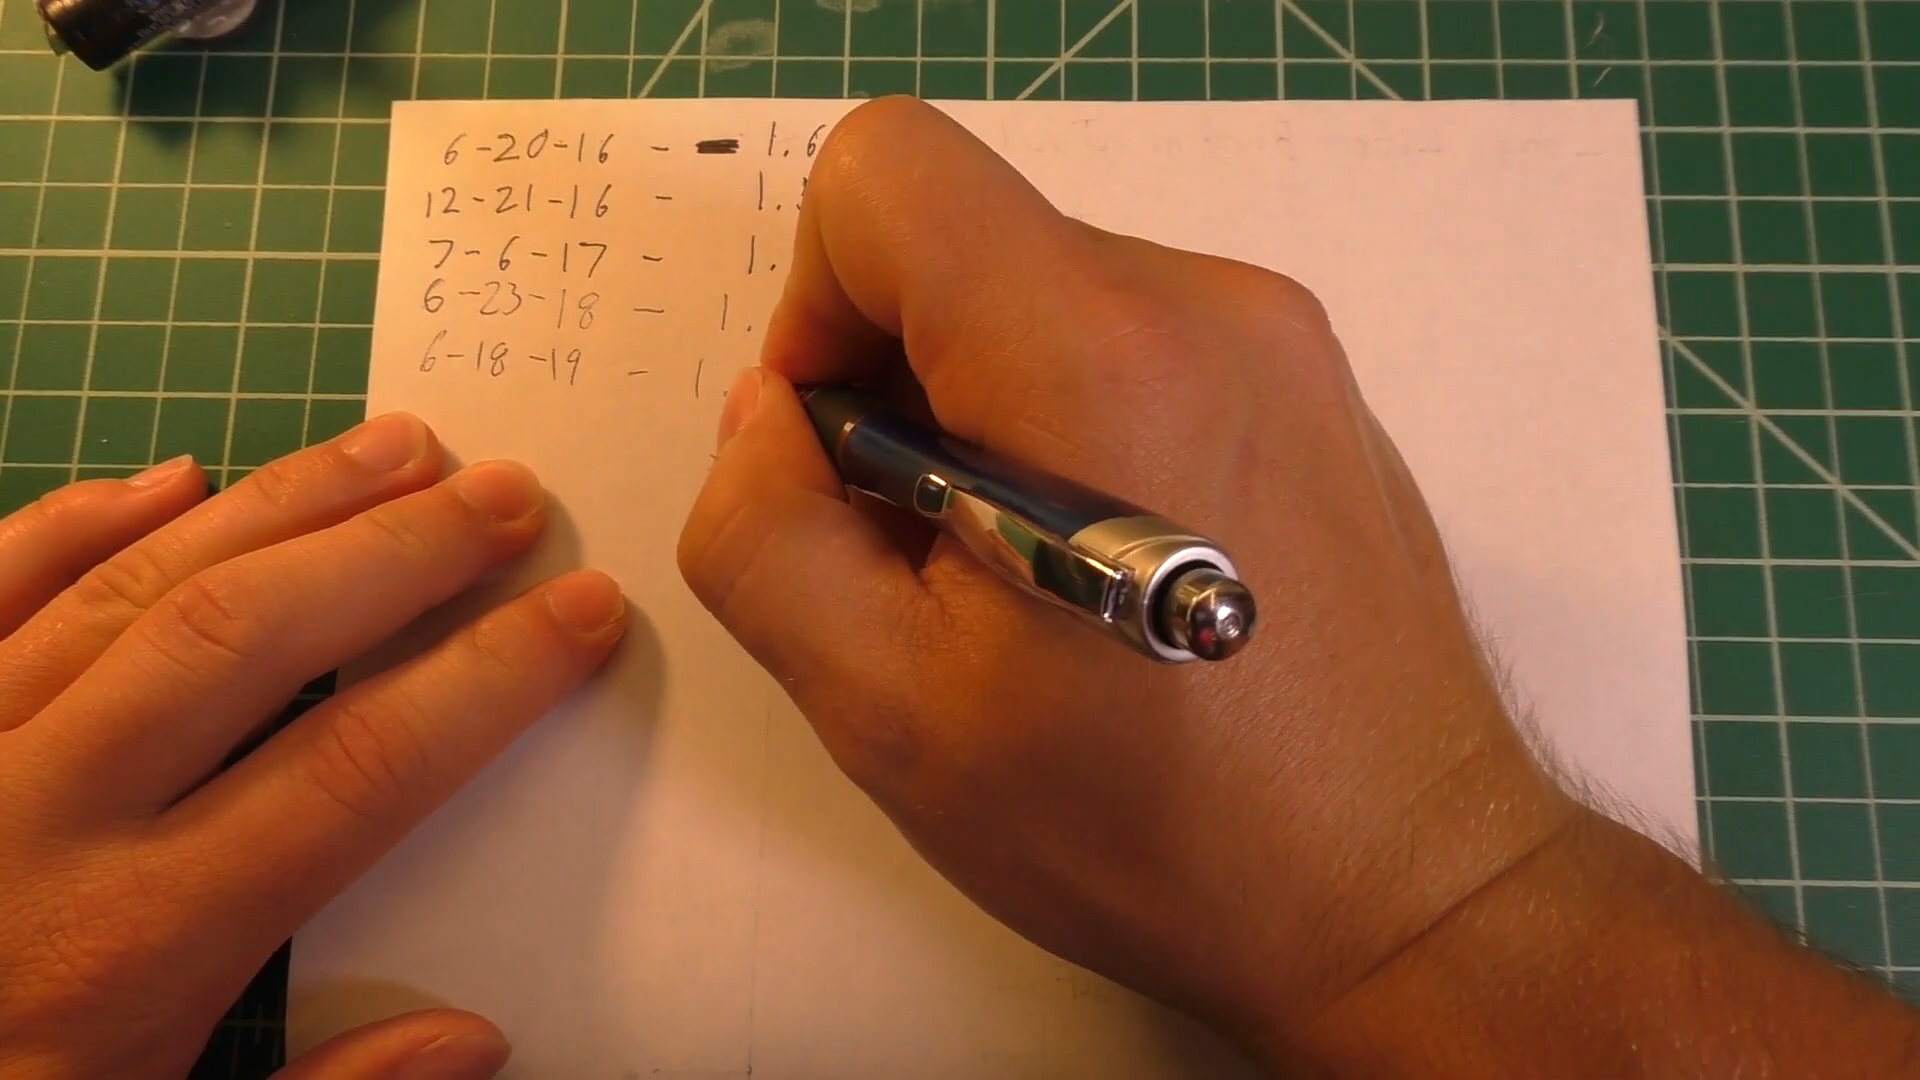 6-20-16 - 1.6
12-21-16 - 1.
7-6-17 - 1.
6-23-18 - 1.
6-18-19 - 1.